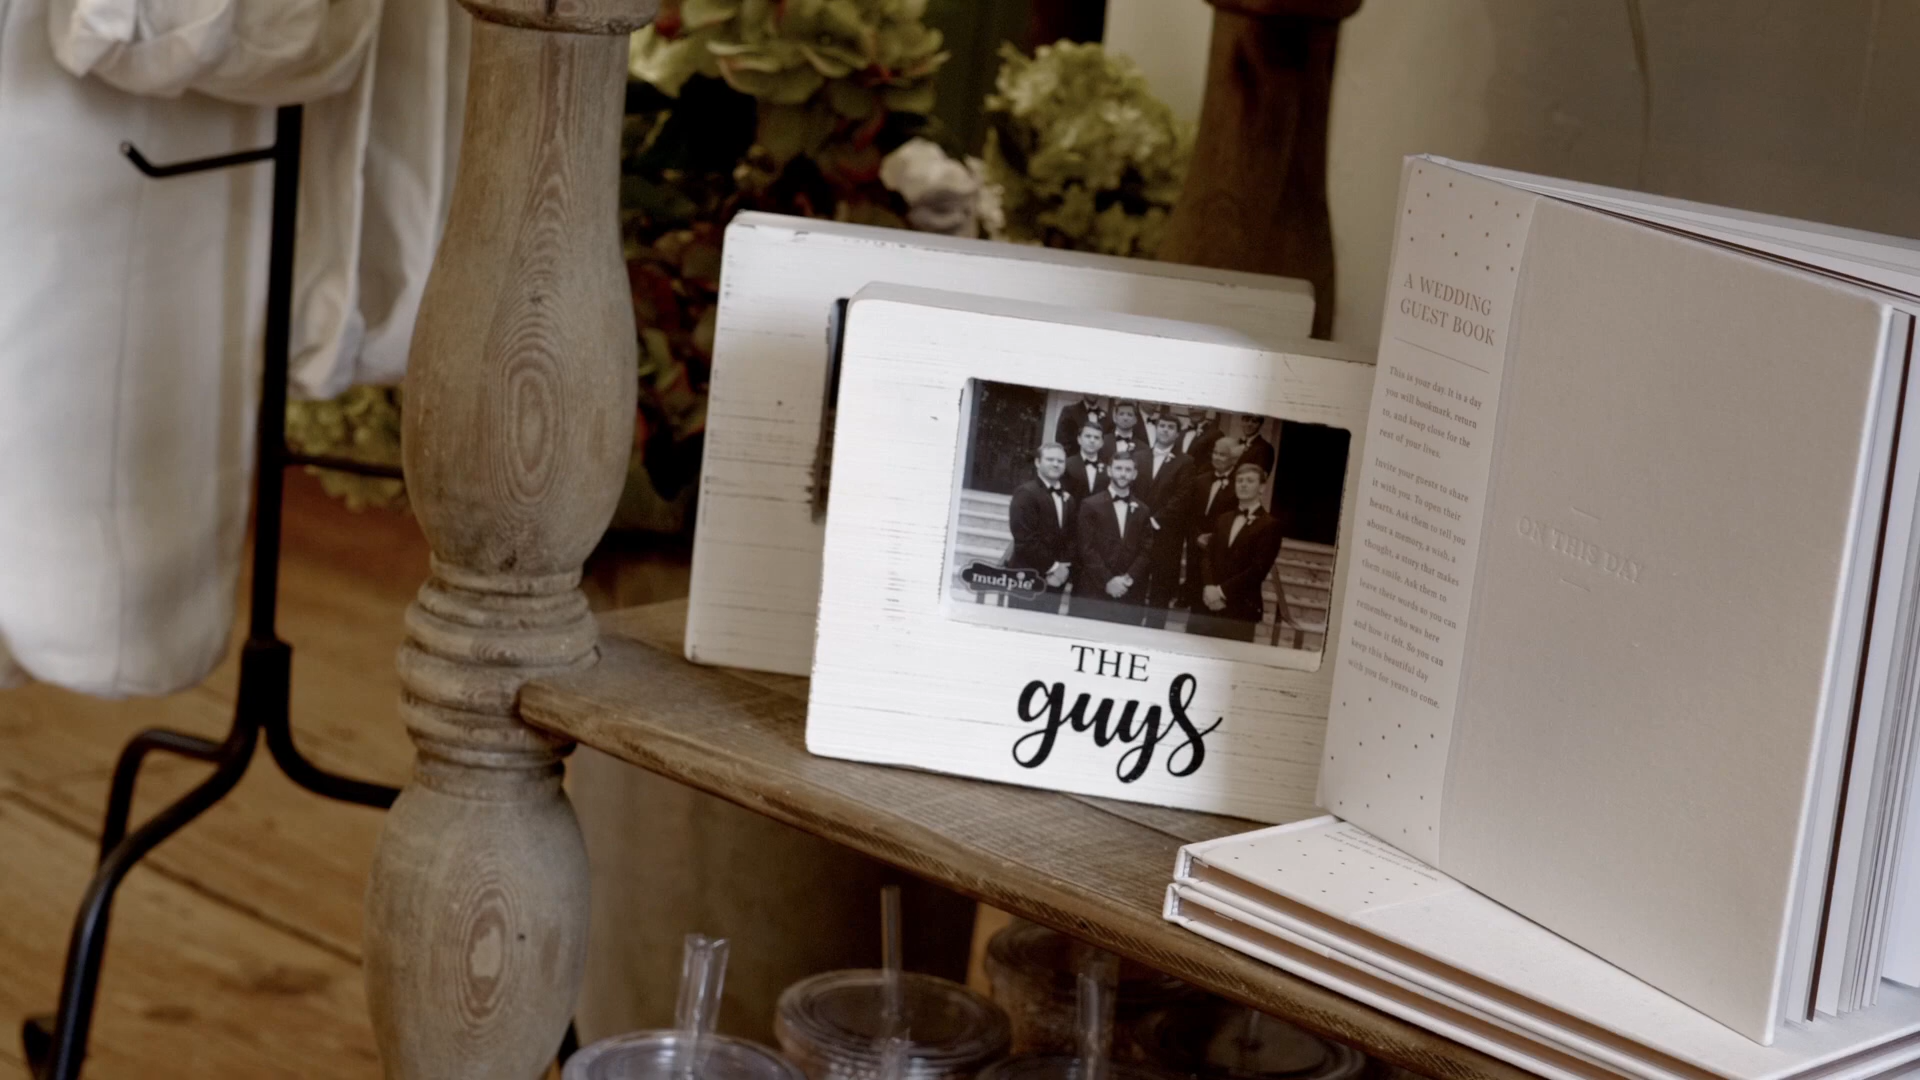 A WEDDING
GUEST BOOK
This is your day. It is a day
you will bookmark, return
to, and keep close for the
rest of your lives.
Invite your guests to share
it with you. To open their
hearts. Ask them to tell you
about a memory, a wish, a
thought, a story that makes
them smile. Ask them to
leave their words so you can
remember who was here
and how it felt. So you can
keep this beautiful day
with you for years to come.
ON THIS DAY
mudpie
THE
guys